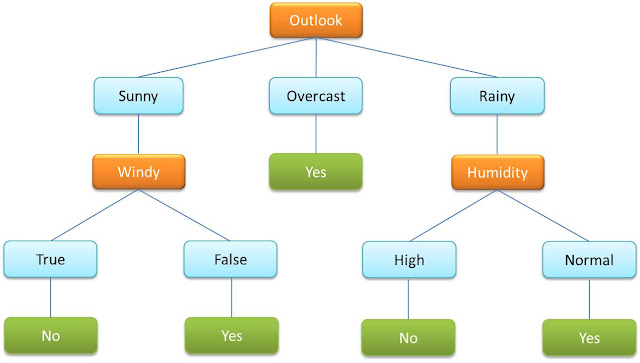 Outlook
Sunny
Overcast
Rainy
Windy
Yes
Humidity
True
False
High
Normal
No
Yes
No
Yes